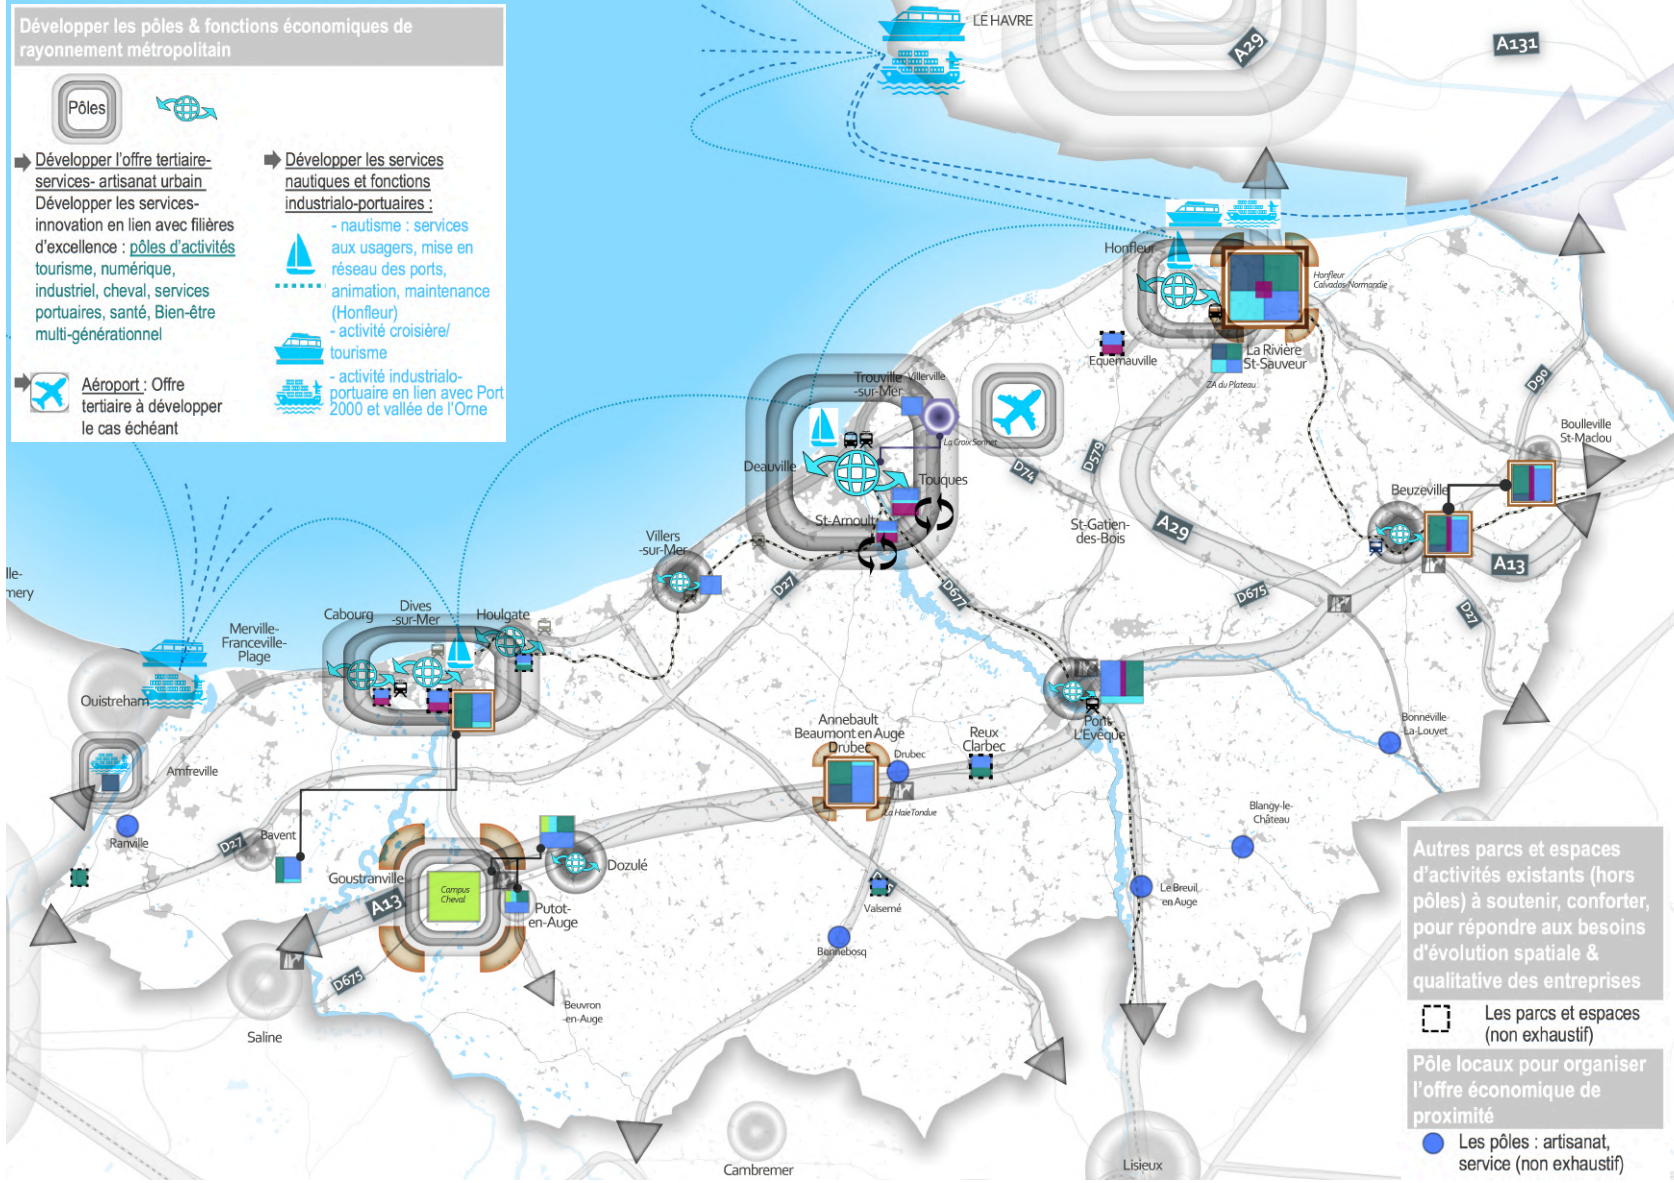 Développer les pôles & fonctions économiques de
rayonnement métropolitain
Pôles
Développer l'offre tertiaire-
services- artisanat urbain
Développer les services-
innovation en lien avec filières
d'excellence : pôles d'activités
tourisme, numérique,
industriel, cheval, services
portuaires, santé, Bien-être
multi-générationnel
Aéroport : Offre
tertiaire à développer
le cas échéant
Développer les services
nautiques et fonctions
industrialo-portuaires :
- nautisme : services
aux usagers, mise en
réseau des ports,
animation, maintenance
(Honfleur)
- activité croisière/
tourisme
- activité industrialo-
portuaire en lien avec Port
2000 et vallée de l'Orne
LE HAVRE
A29
A131
Honfleur
Honfleur
Calvados-Normandie
Equemauville
La Rivière
St-Sauveur
ZA du Plateau
D90
Trouville
-sur-Mer
Villerville
La Croix Sonnet
Deauville
Touques
St-Arnoult
D74
D579
St-Gatien-
des-Bois
A29
Boulleville
St-Maclou
Beuzeville
A13
D675
D27
Villers
-sur-Mer
D27
D677
lle-
mery
Cabourg
Dives
-sur-Mer
Houlgate
Merville-
Franceville-
Plage
Ouistreham
Amfreville
Ranville
D27
Bavent
Goustranville
A13
Campus
Cheval
Dozulé
Putot-
en-Auge
D675
Beuvron
-en-Auge
Saline
Annebault
Beaumont en Auge
Drubec
Drubec
La Haie Tondue
Reux
Clarbec
Pont-
L'Evêque
Bonneville
-La-Louvet
Blangy-le-
Château
Le Breuil
en Auge
Valsemé
Bonnebosq
Cambremer
Lisieux
Autres parcs et espaces
d'activités existants (hors
pôles) à soutenir, conforter,
pour répondre aux besoins
d'évolution spatiale &
qualitative des entreprises
Les parcs et espaces
(non exhaustif)
Pôle locaux pour organiser
l'offre économique de
proximité
Les pôles : artisanat,
service (non exhaustif)